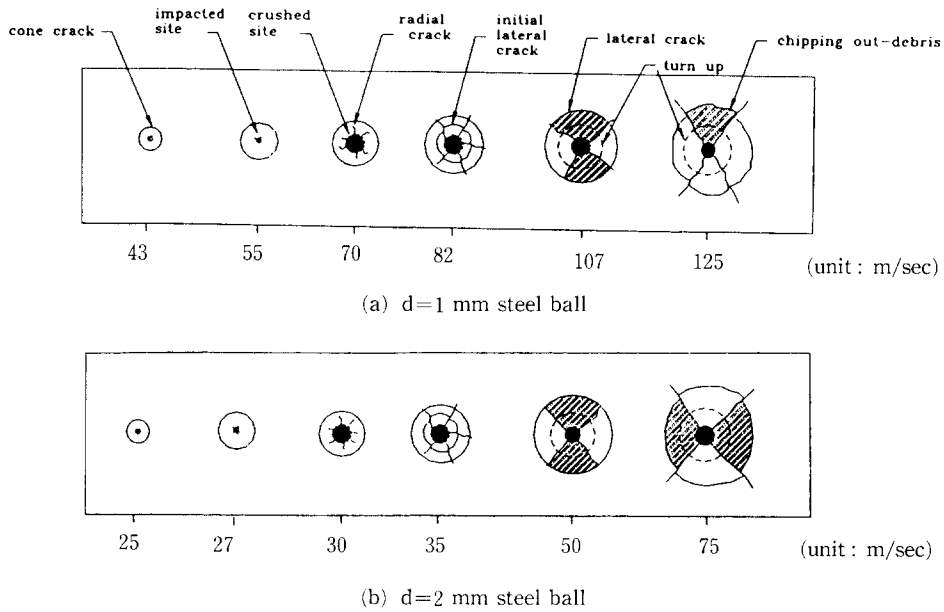 cone crack
impacted
site
crushed
site
radial
crack
initial
lateral
crack
lateral crack
turn up
chipping out-debris
43 55 70 82 107 125 (unit : m/sec)
(a) d=1 mm steel ball
25 27 30 35 50 75 (unit : m/sec)
(b) d=2 mm steel ball